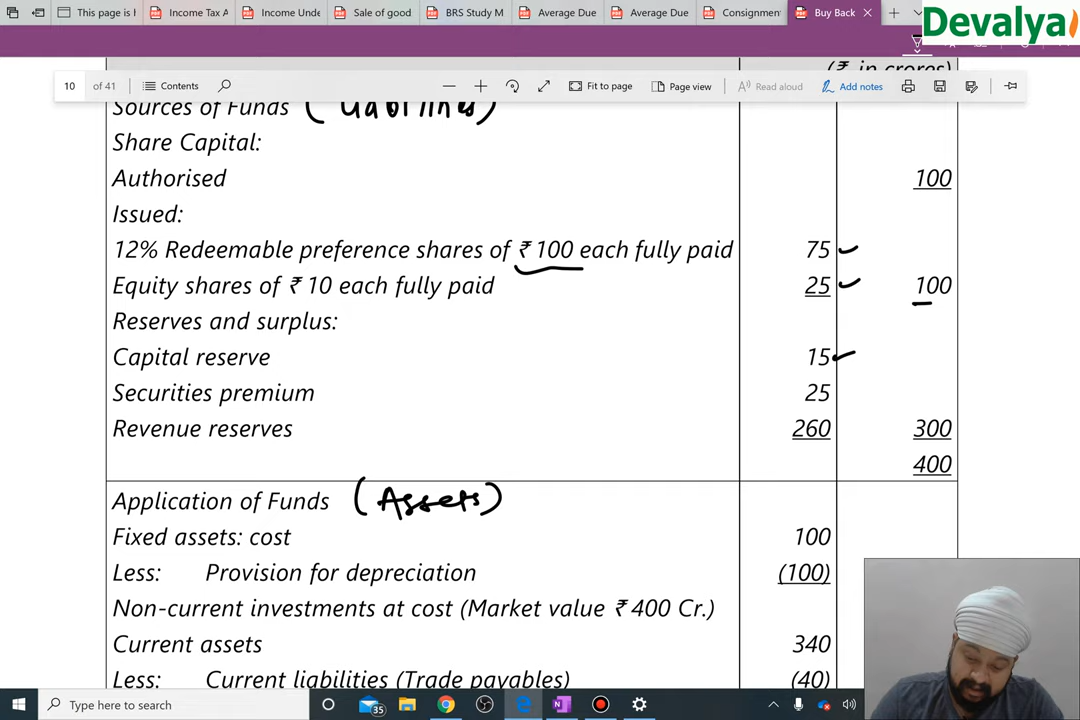 This page is l
Income Tax A
Income Unde
Sale of good
BRS Study M
Average Due
Average Due
Consignment
Buy Back
Devalya
(₹ in crores)
10 of 41
Contents
Fit to page
Page view
Read aloud
Add notes
Sources of Funds (Liabilities)
Share Capital:
Authorised 100
Issued:
12% Redeemable preference shares of ₹ 100 each fully paid 75
Equity shares of ₹ 10 each fully paid 25 100
Reserves and surplus:
Capital reserve 15
Securities premium 25
Revenue reserves 260 300
400
Application of Funds (Assets)
Fixed assets: cost 100
Less: Provision for depreciation (100)
Non-current investments at cost (Market value ₹ 400 Cr.)
Current assets 340
Less: Current liabilities (Trade payables) (40)
Type here to search
35